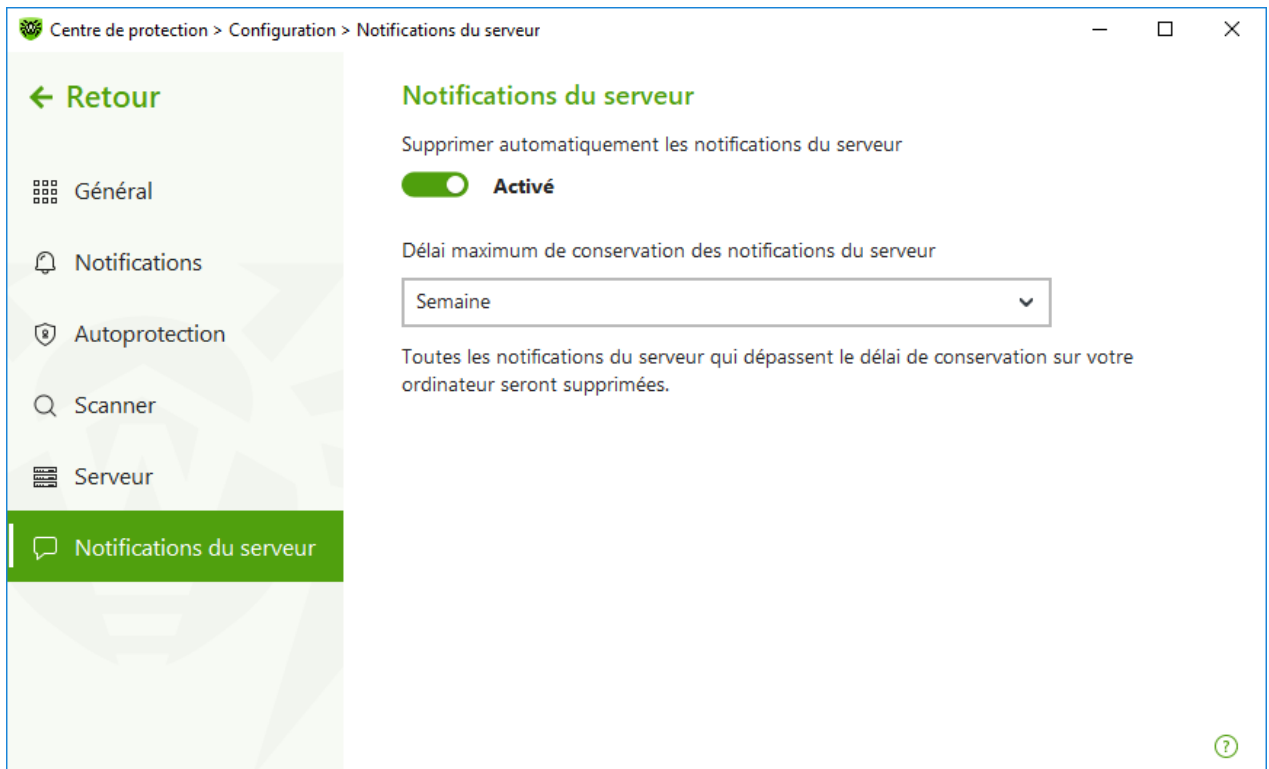 Centre de protection > Configuration > Notifications du serveur
Retour
Général
Notifications
Autoprotection
Scanner
Serveur
Notifications du serveur
Notifications du serveur
Supprimer automatiquement les notifications du serveur
Activé
Délai maximum de conservation des notifications du serveur
Semaine
Toutes les notifications du serveur qui dépassent le délai de conservation sur votre
ordinateur seront supprimées.
?